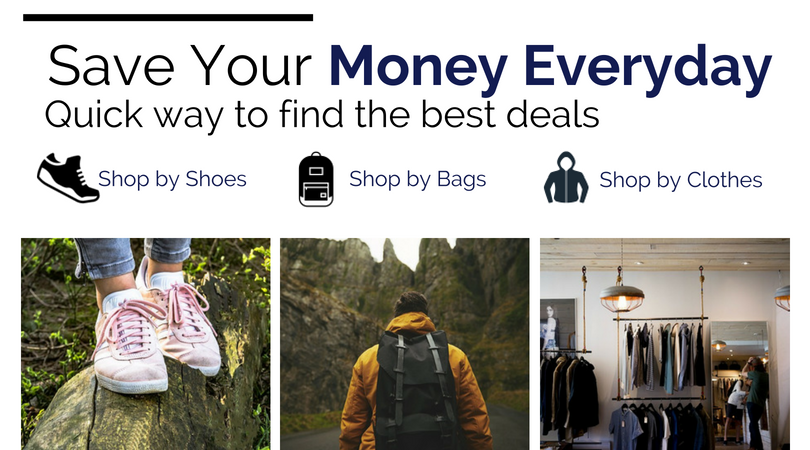 Save Your Money Everyday
Quick way to find the best deals
Shop by Shoes
Shop by Bags
Shop by Clothes